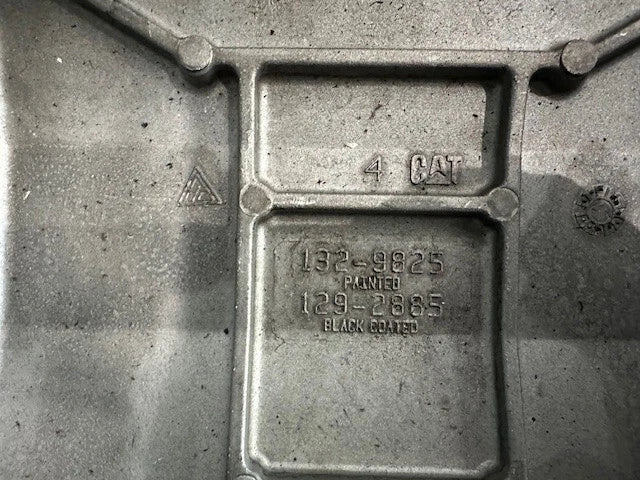 4 CAT
132-9825
PAINTED
129-2885
BLACK COATED